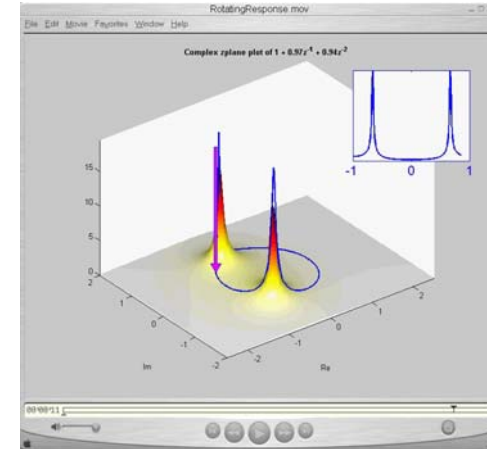 RotatingResponse.mov
File Edit Movie Favorites Window Help
Complex zplane plot of 1 + 0.97z⁻¹ + 0.94z⁻²
-1 0 1
15
10
5
0
2
1
0
-1
-2
Im
-2
-1
0
1
2
Re
00:00:11